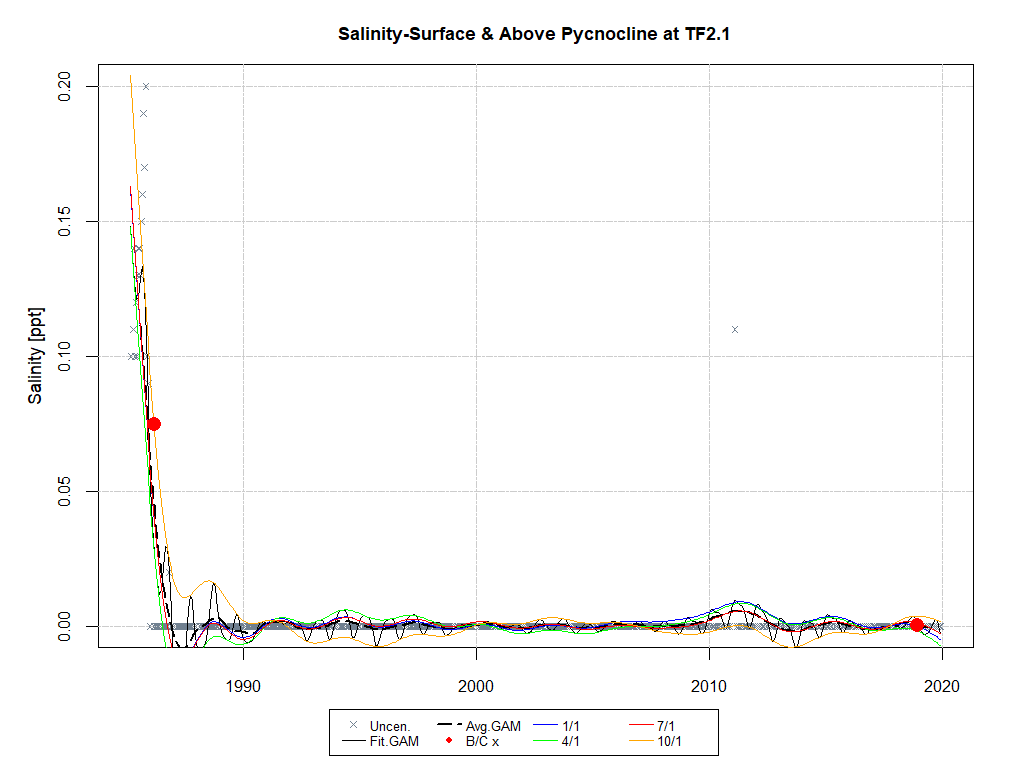 Salinity-Surface & Above Pycnocline at TF2.1
Salinity [ppt]
0.20
0.15
0.10
0.05
0.00
1990 2000 2010 2020
Uncen. Avg.GAM 1/1 7/1
Fit.GAM B/C x 4/1 10/1